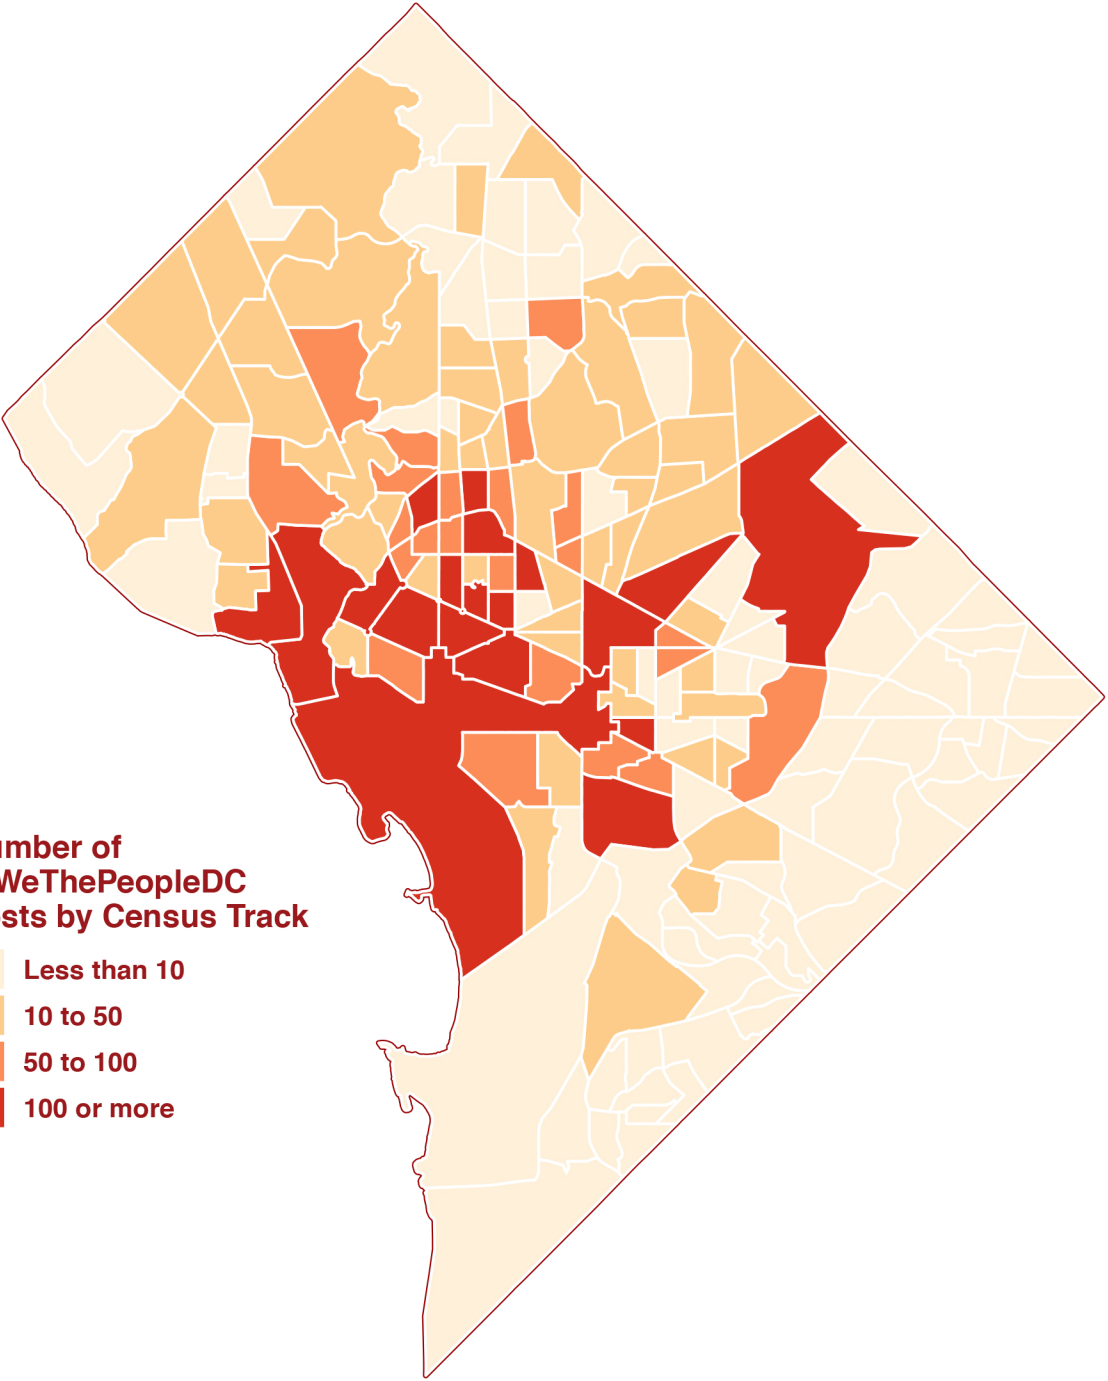 umber of
WeThePeopleDC
sts by Census Track
Less than 10
10 to 50
50 to 100
100 or more